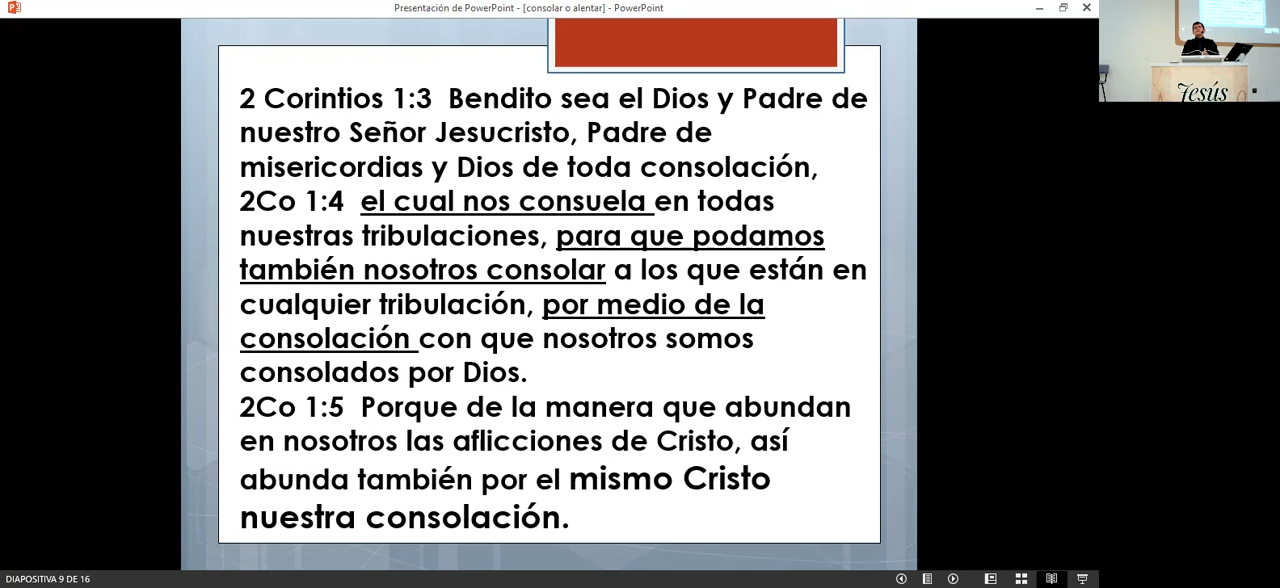 Presentación de PowerPoint - [consolar o alentar] - PowerPoint
2 Corintios 1:3 Bendito sea el Dios y Padre de
nuestro Señor Jesucristo, Padre de
misericordias y Dios de toda consolación,
2Co 1:4 el cual nos consuela en todas
nuestras tribulaciones, para que podamos
también nosotros consolar a los que están en
cualquier tribulación, por medio de la
consolación con que nosotros somos
consolados por Dios.
2Co 1:5 Porque de la manera que abundan
en nosotros las aflicciones de Cristo, así
abunda también por el mismo Cristo
nuestra consolación.
Jesús
DIAPOSITIVA 9 DE 16